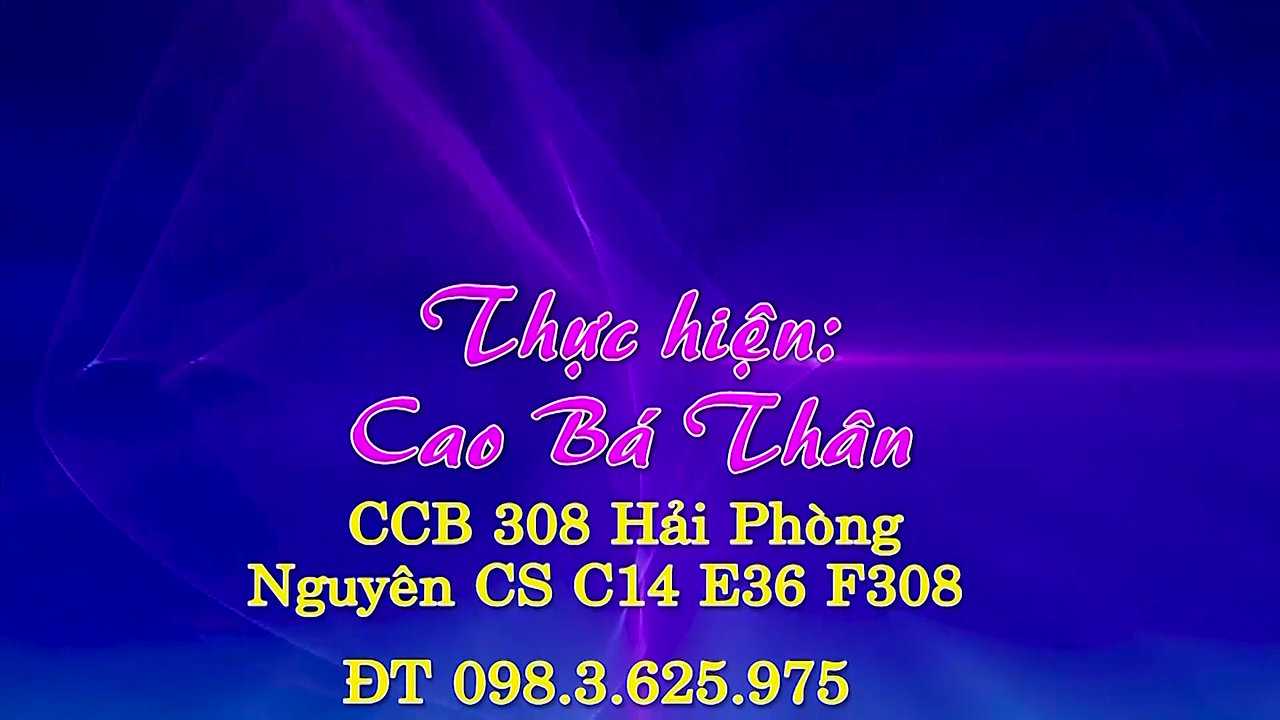 Thực hiện:
Cao Bá Thân
CCB 308 Hải Phòng
Nguyên CS C14 E36 F308
ĐT 098.3.625.975